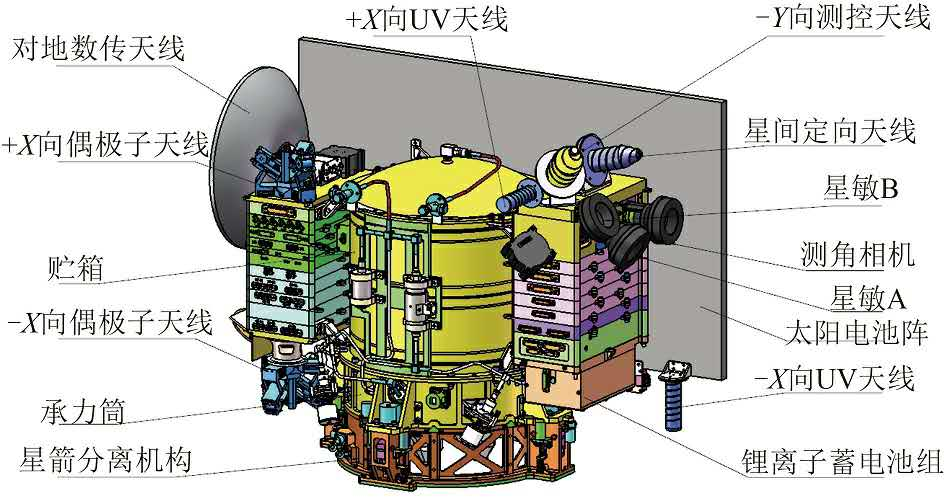 +X向UV天线
-Y向测控天线
对地数传天线
星间定向天线
+X向偶极子天线
星敏B
测角相机
贮箱
星敏A
-X向偶极子天线
太阳电池阵
-X向UV天线
承力筒
星箭分离机构
锂离子蓄电池组